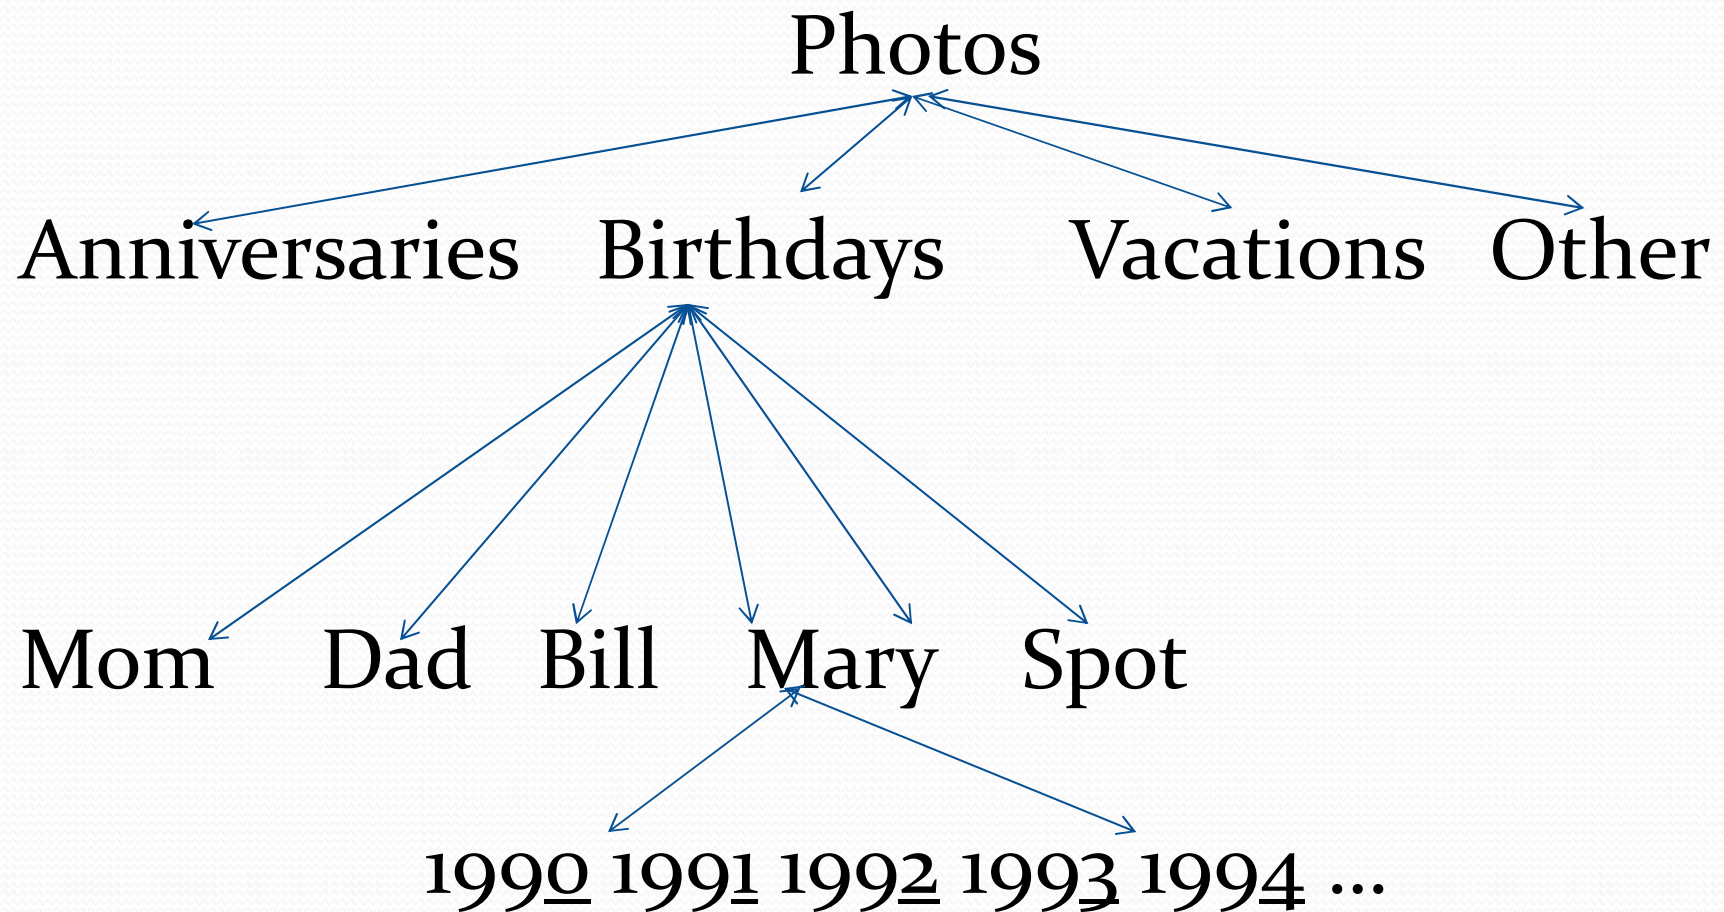 Photos
Anniversaries Birthdays Vacations Other
Mom Dad Bill Mary Spot
1990 1991 1992 1993 1994 ...